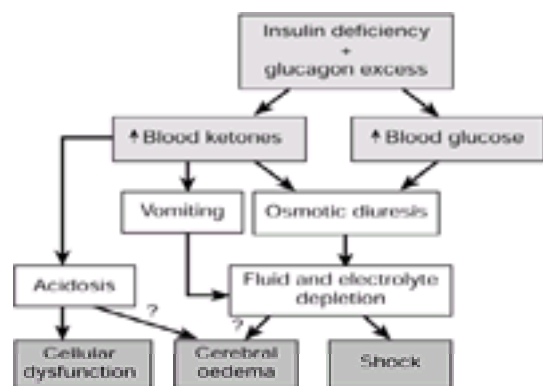 Insulin deficiency
+
glucagon excess
↑ Blood ketones
↑ Blood glucose
Vomiting
Osmotic diuresis
Acidosis
?
Fluid and electrolyte
depletion
?
Cellular
dysfunction
Cerebral
oedema
Shock